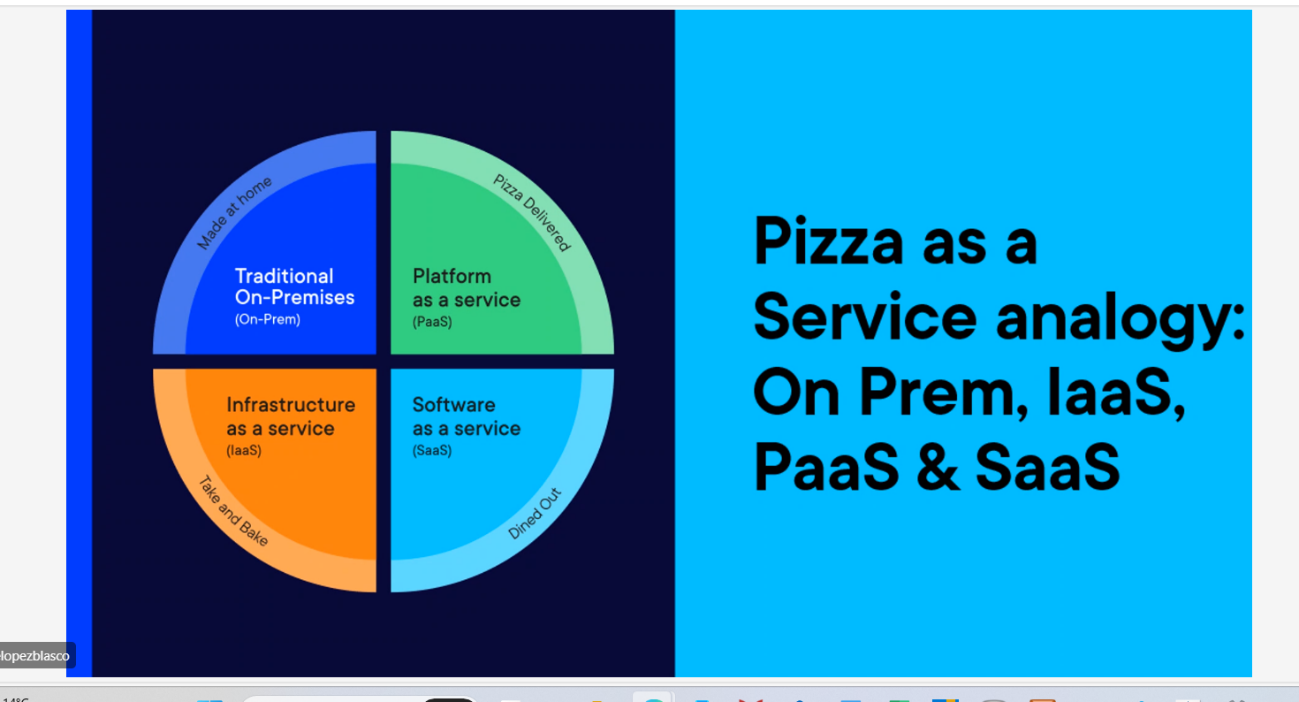 Made at home
Traditional
On-Premises
(On-Prem)
Pizza Delivered
Platform
as a service
(PaaS)
Infrastructure
as a service
(IaaS)
Take and Bake
Software
as a service
(SaaS)
Dined Out
Pizza as a
Service analogy:
On Prem, IaaS,
PaaS & SaaS
lopezblasco
14°C